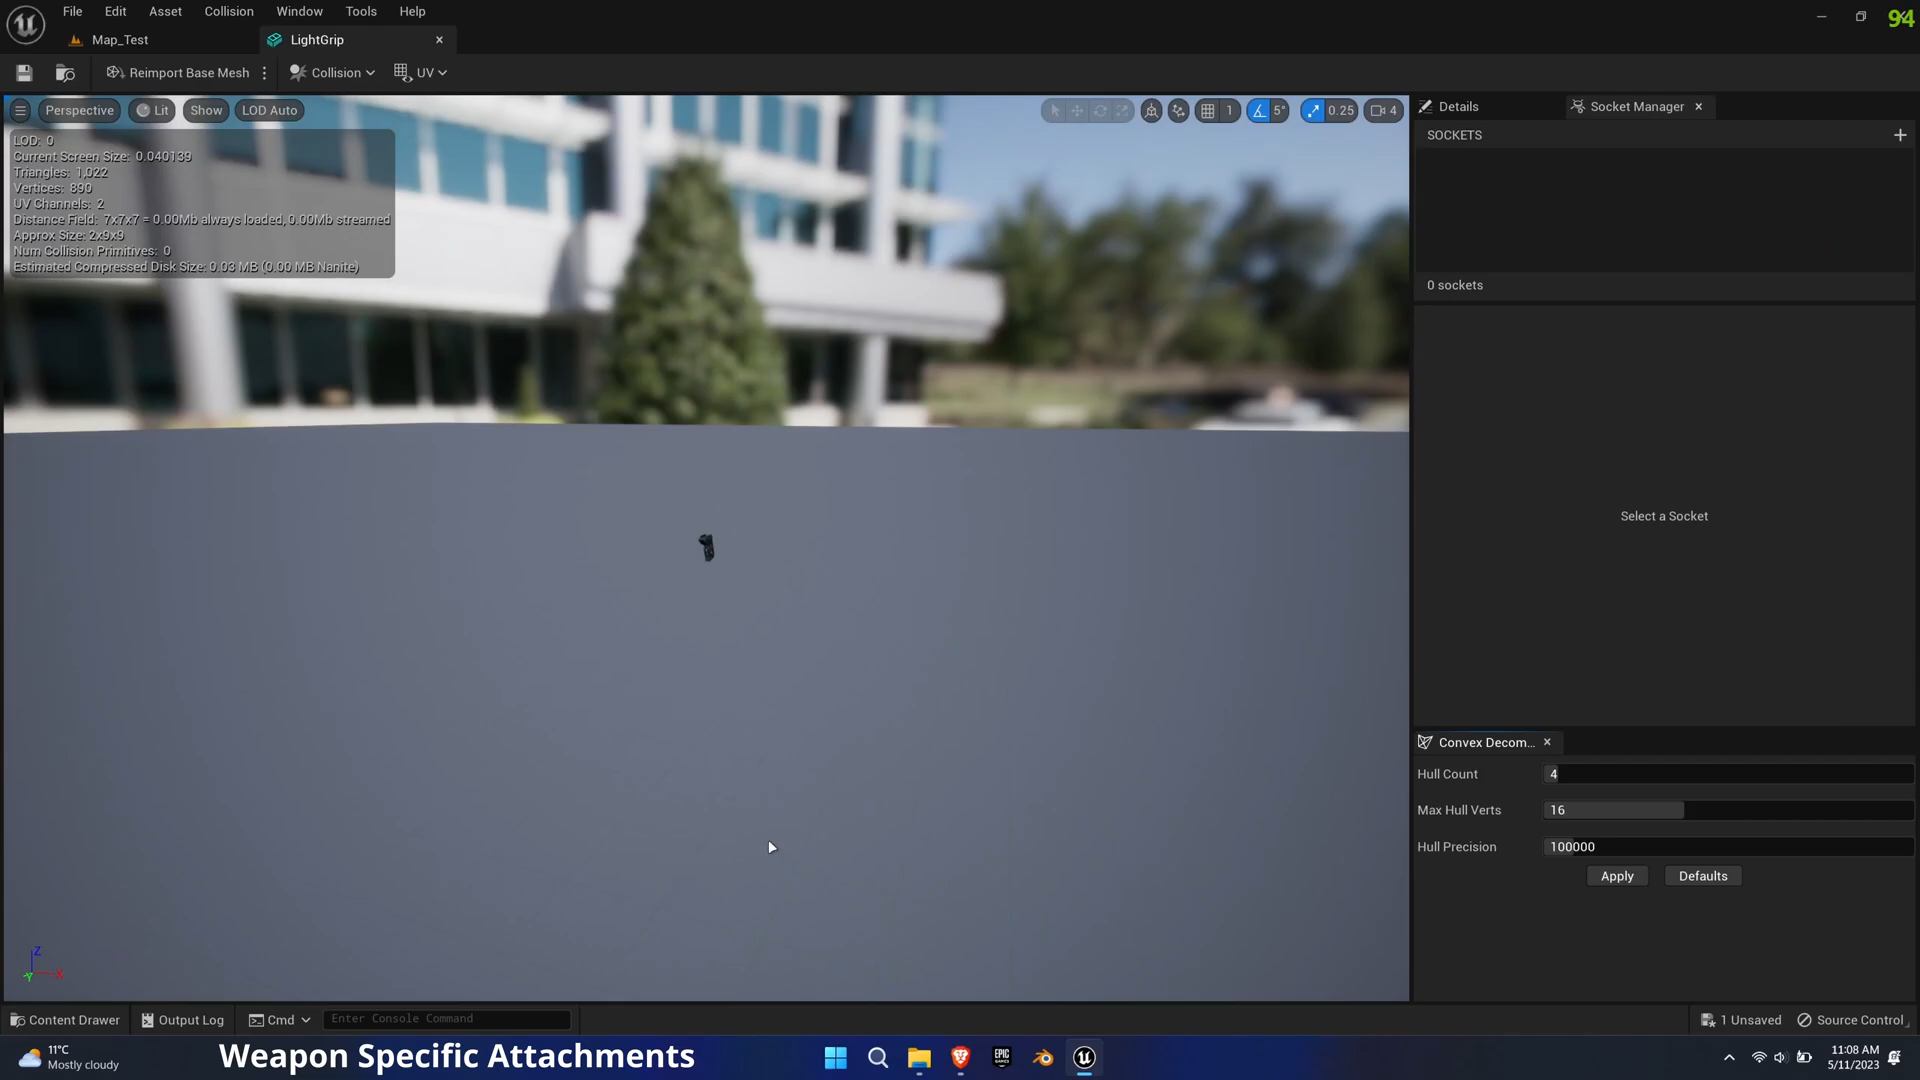 File Edit Asset Collision Window Tools Help
94
Map_Test
LightGrip
Reimport Base Mesh
Collision
UV
Perspective
Lit
Show
LOD Auto
1
5°
0.25
4
LOD: 0
Current Screen Size: 0.040139
Triangles: 1,022
Vertices: 890
UV Channels: 2
Distance Field: 7x7x7 = 0.00Mb always loaded, 0.00Mb streamed
Approx Size: 2x9x9
Num Collision Primitives: 0
Estimated Compressed Disk Size: 0.03 MB (0.00 MB Nanite)
Z
X
Y
Details
Socket Manager
SOCKETS
0 sockets
Select a Socket
Convex Decom...
Hull Count 4
Max Hull Verts 16
Hull Precision 100000
Apply
Defaults
Content Drawer
Output Log
Cmd
Enter Console Command
1 Unsaved
Source Control
11°C
Mostly cloudy
Weapon Specific Attachments
EPIC GAMES
11:08 AM
5/11/2023